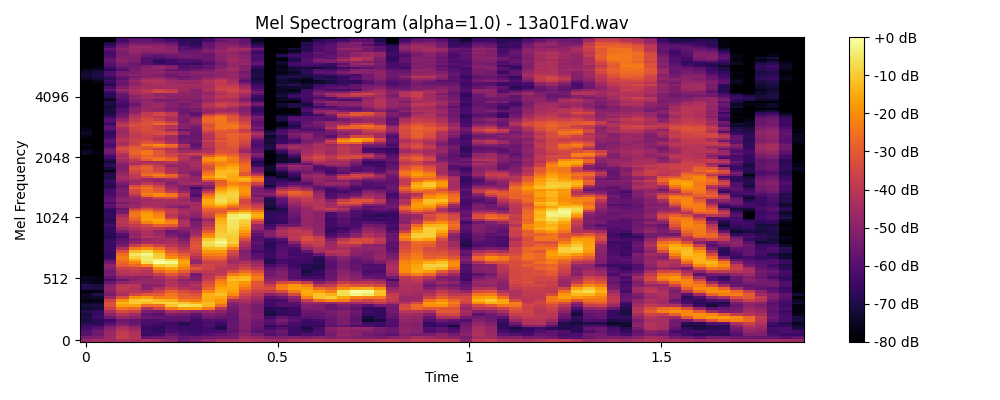 Mel Spectrogram (alpha=1.0) - 13a01Fd.wav
Mel Frequency
4096
2048
1024
512
0
0
0.5
1
1.5
Time
+0 dB
-10 dB
-20 dB
-30 dB
-40 dB
-50 dB
-60 dB
-70 dB
-80 dB